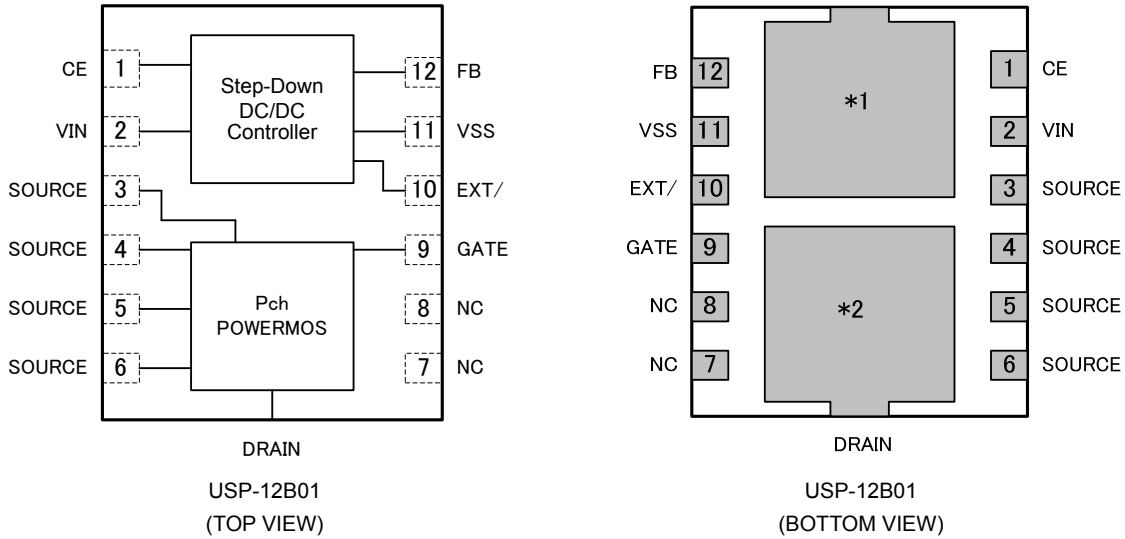 CE 1
VIN 2
SOURCE 3
SOURCE 4
SOURCE 5
SOURCE 6
Step-Down
DC/DC
Controller
Pch
POWERMOS
12 FB
11 VSS
10 EXT/
9 GATE
8 NC
7 NC
DRAIN
USP-12B01
(TOP VIEW)
FB 12
VSS 11
EXT/ 10
GATE 9
NC 8
NC 7
*1
*2
1 CE
2 VIN
3 SOURCE
4 SOURCE
5 SOURCE
6 SOURCE
DRAIN
USP-12B01
(BOTTOM VIEW)